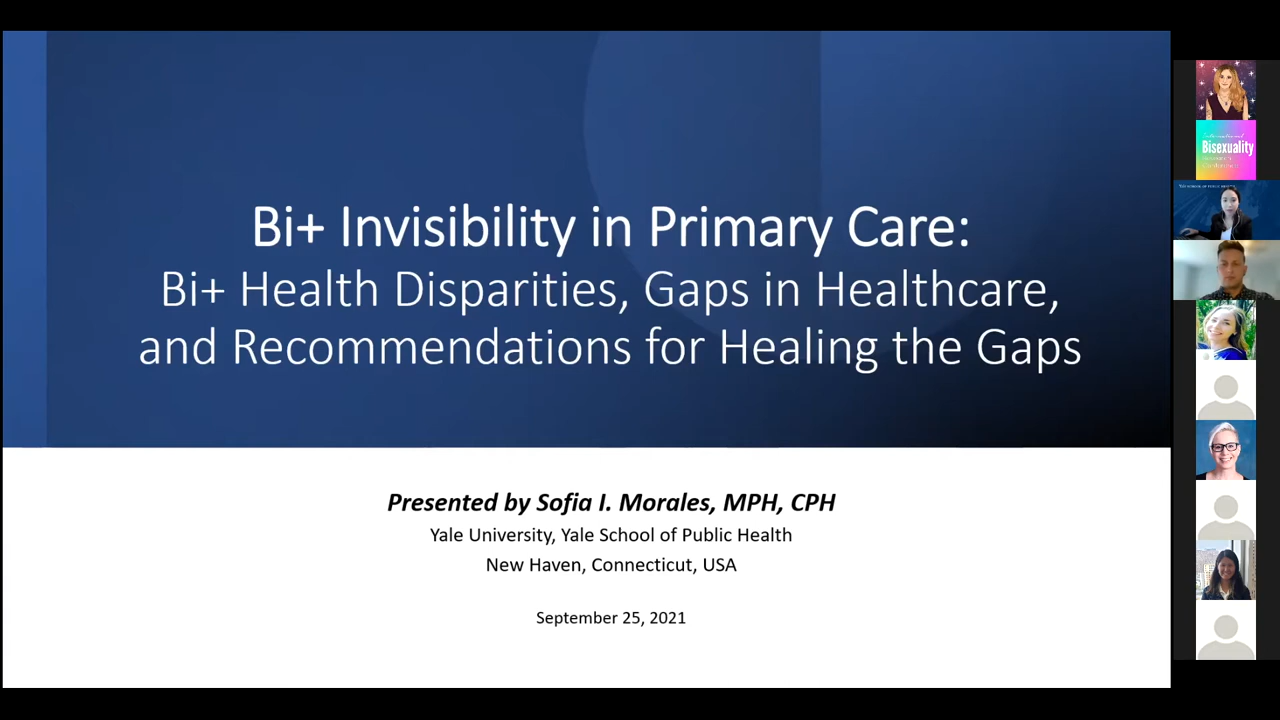 Bi+ Invisibility in Primary Care:
Bi+ Health Disparities, Gaps in Healthcare,
and Recommendations for Healing the Gaps
Presented by Sofia I. Morales, MPH, CPH
Yale University, Yale School of Public Health
New Haven, Connecticut, USA
September 25, 2021
International
Bisexuality
Conference